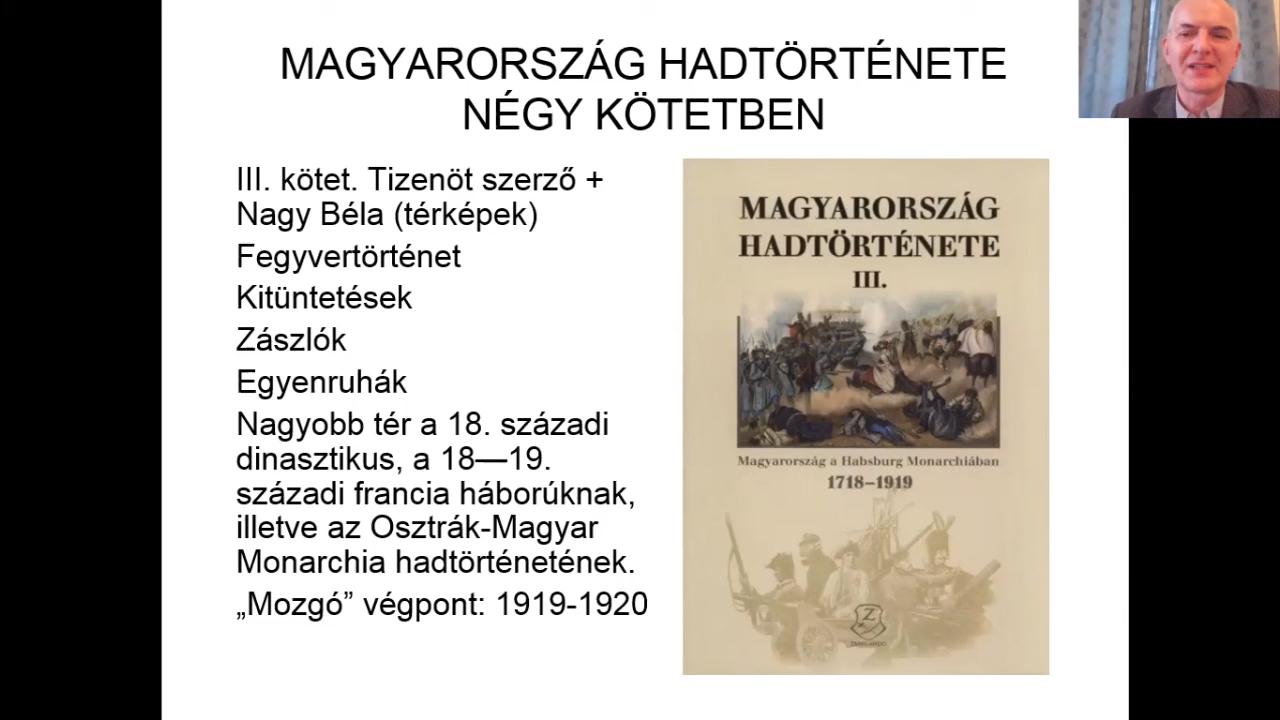 MAGYARORSZÁG HADTÖRTÉNETE
NÉGY KÖTETBEN
III. kötet. Tizenöt szerző +
Nagy Béla (térképek)
Fegyvertörténet
Kitüntetések
Zászlók
Egyenruhák
Nagyobb tér a 18. századi
dinasztikus, a 18—19.
századi francia háborúknak,
illetve az Osztrák-Magyar
Monarchia hadtörténetének.
„Mozgó” végpont: 1919-1920
MAGYARORSZÁG
HADTÖRTÉNETE
III.
Magyarország a Habsburg Monarchiában
1718–1919
Z